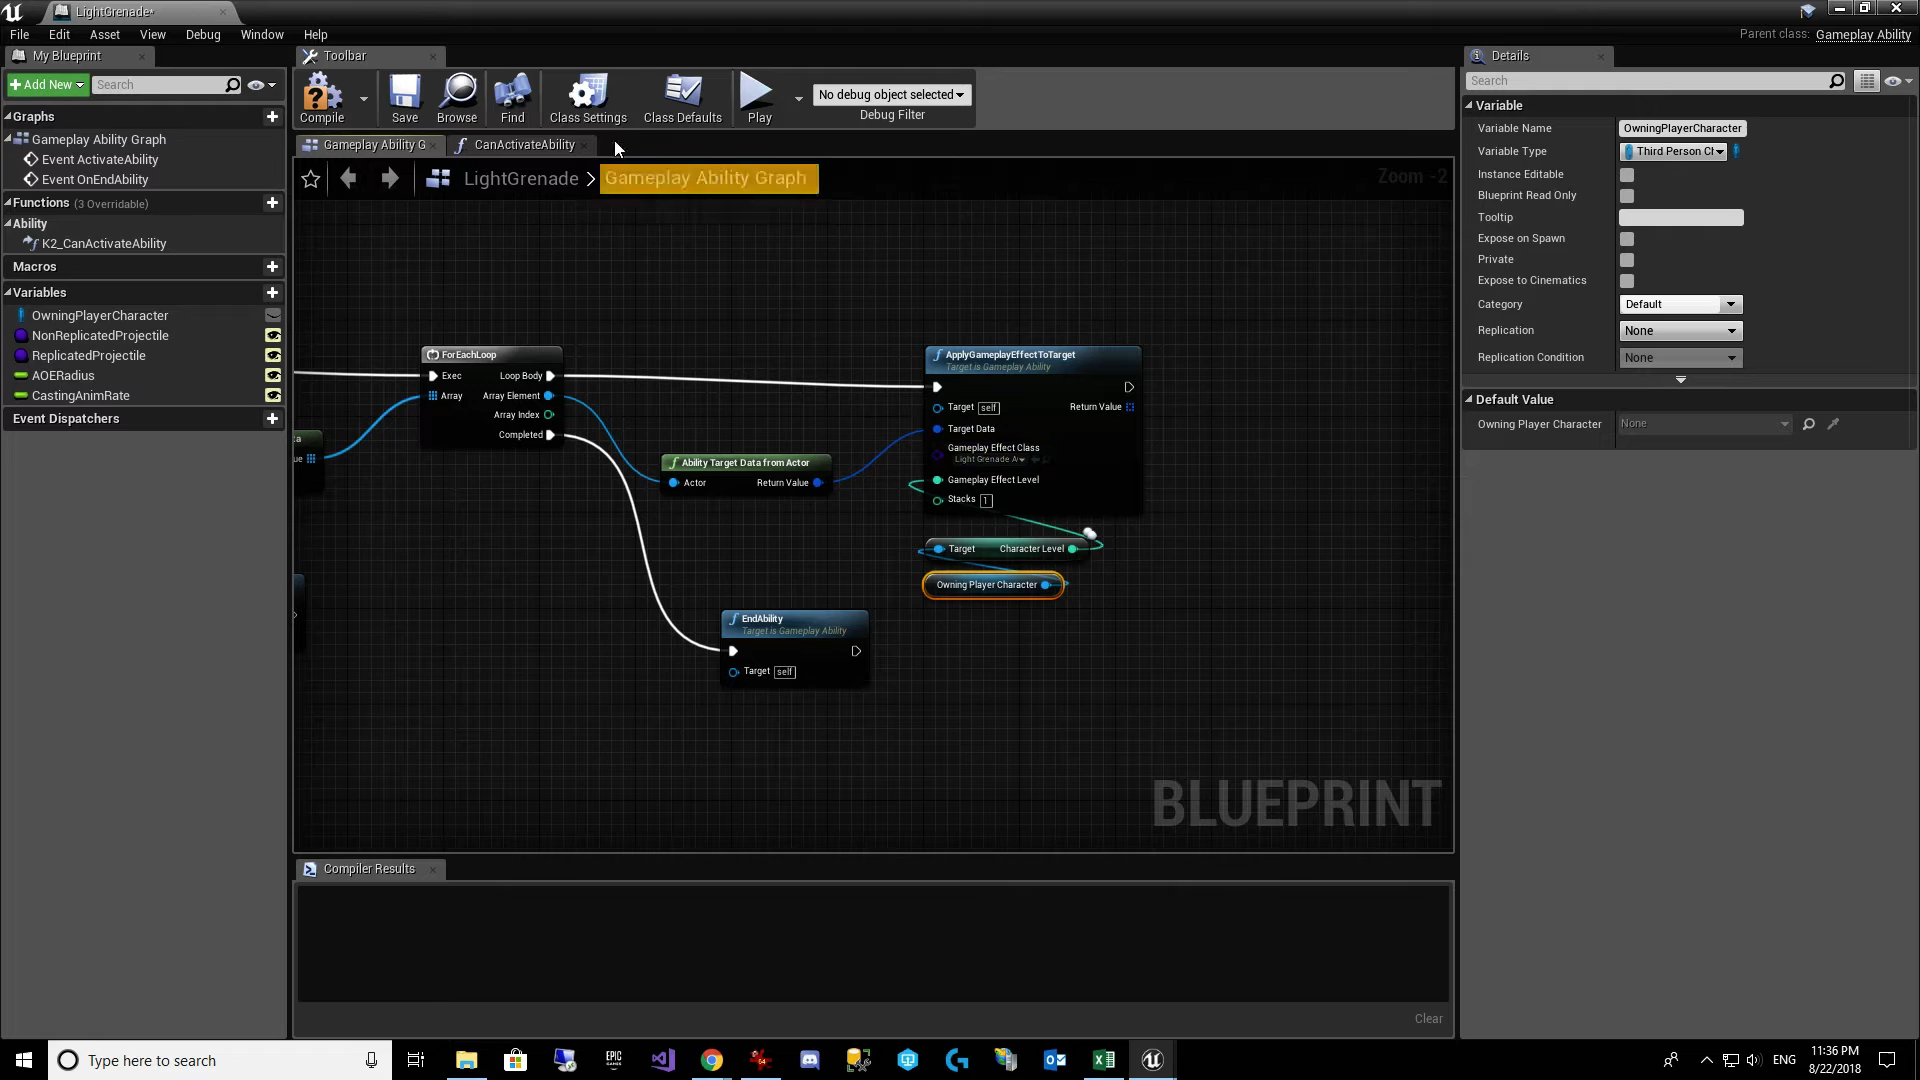 LightGrenade*
File Edit Asset View Debug Window Help
Parent class: Gameplay Ability
My Blueprint
Toolbar
Details
Add New
Search
Compile
Save
Browse
Find
Class Settings
Class Defaults
Play
No debug object selected
Debug Filter
Search
Graphs
Gameplay Ability Graph
Event ActivateAbility
Event OnEndAbility
Functions (3 Overridable)
Ability
K2_CanActivateAbility
Macros
Variables
OwningPlayerCharacter
NonReplicatedProjectile
ReplicatedProjectile
AOERadius
CastingAnimRate
Event Dispatchers
Gameplay Ability G
CanActivateAbility
LightGrenade > Gameplay Ability Graph
Zoom -2
ForEachLoop
Exec Loop Body
Array Array Element
Array Index
Completed
ta
ue
Ability Target Data from Actor
Actor Return Value
ApplyGameplayEffectToTarget
Target is Gameplay Ability
Target self Return Value
Target Data
Gameplay Effect Class
Light Grenade A
Gameplay Effect Level
Stacks 1
Target Character Level
Owning Player Character
EndAbility
Target is Gameplay Ability
Target self
BLUEPRINT
Compiler Results
Clear
Variable
Variable Name OwningPlayerCharacter
Variable Type Third Person Cl
Instance Editable
Blueprint Read Only
Tooltip
Expose on Spawn
Private
Expose to Cinematics
Category Default
Replication None
Replication Condition None
Default Value
Owning Player Character None
Type here to search
EPIC
GAMES
64
ENG
11:36 PM
8/22/2018